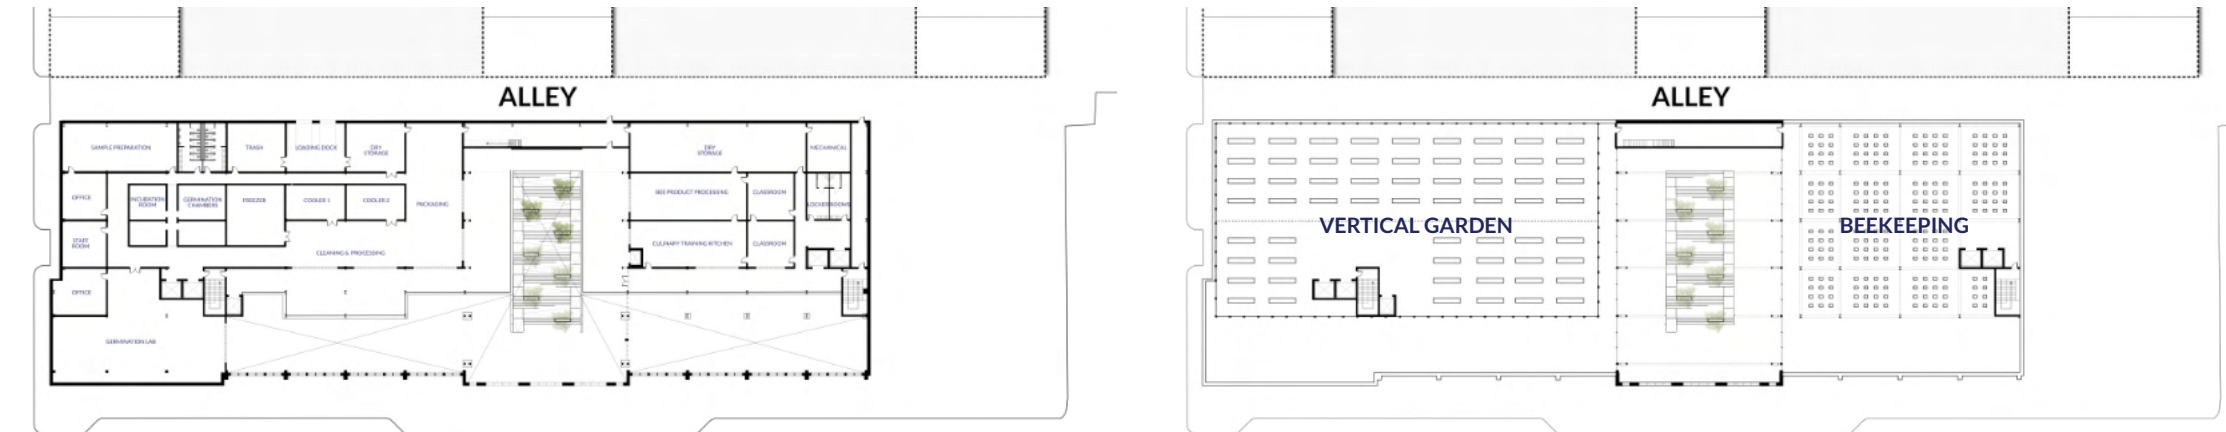 ALLEY
SAMPLE PREPARATION
TRASH
LOADING DOCK
DRY
STORAGE
DRY
STORAGE
MECHANICAL
OFFICE
INCUBATION
ROOM
GERMINATION
CHAMBERS
FREEZER
COOLER 1
COOLER 2
PACKAGING
BEE PRODUCT PROCESSING
CLASSROOM
LOCKER ROOMS
START
ROOM
CLEANING & PROCESSING
CULINARY TRAINING KITCHEN
CLASSROOM
OFFICE
GERMINATION LAB
ALLEY
VERTICAL GARDEN
BEEKEEPING